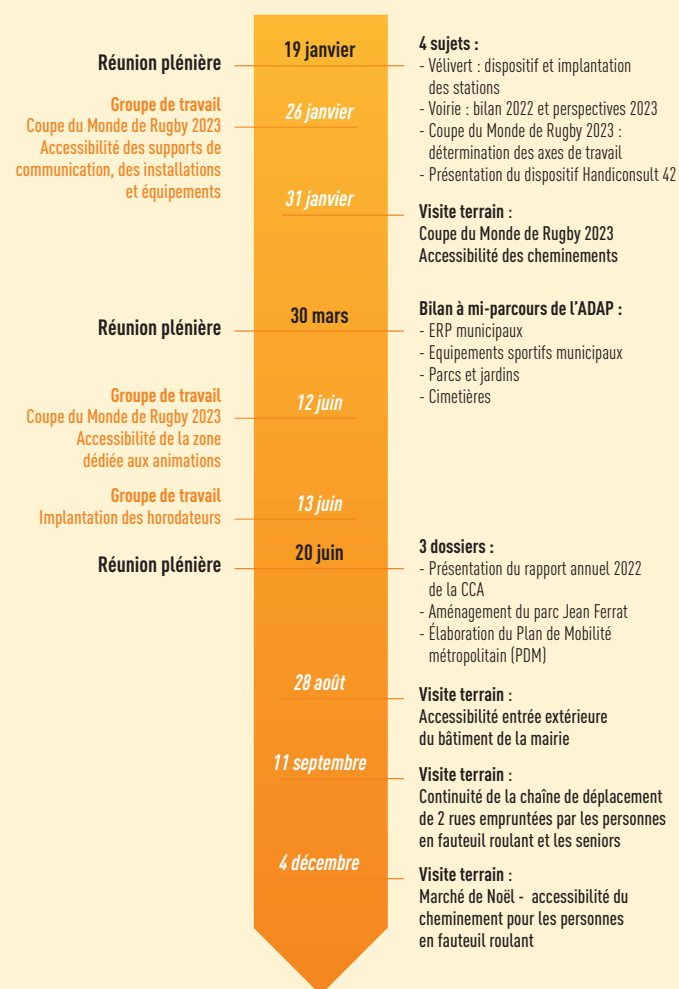 Réunion plénière
19 janvier
4 sujets :
- Vélivert : dispositif et implantation
des stations
- Voirie : bilan 2022 et perspectives 2023
- Coupe du Monde de Rugby 2023 :
détermination des axes de travail
- Présentation du dispositif Handiconsult 42
Groupe de travail
Coupe du Monde de Rugby 2023
Accessibilité des supports de
communication, des installations
et équipements
26 janvier
31 janvier
Visite terrain :
Coupe du Monde de Rugby 2023
Accessibilité des cheminements
Réunion plénière
30 mars
Bilan à mi-parcours de l’ADAP :
- ERP municipaux
- Equipements sportifs municipaux
- Parcs et jardins
- Cimetières
Groupe de travail
Coupe du Monde de Rugby 2023
Accessibilité de la zone
dédiée aux animations
12 juin
Groupe de travail
Implantation des horodateurs
13 juin
Réunion plénière
20 juin
3 dossiers :
- Présentation du rapport annuel 2022
de la CCA
- Aménagement du parc Jean Ferrat
- Élaboration du Plan de Mobilité
métropolitain (PDM)
28 août
Visite terrain :
Accessibilité entrée extérieure
du bâtiment de la mairie
11 septembre
Visite terrain :
Continuité de la chaîne de déplacement
de 2 rues empruntées par les personnes
en fauteuil roulant et les seniors
4 décembre
Visite terrain :
Marché de Noël - accessibilité du
cheminement pour les personnes
en fauteuil roulant